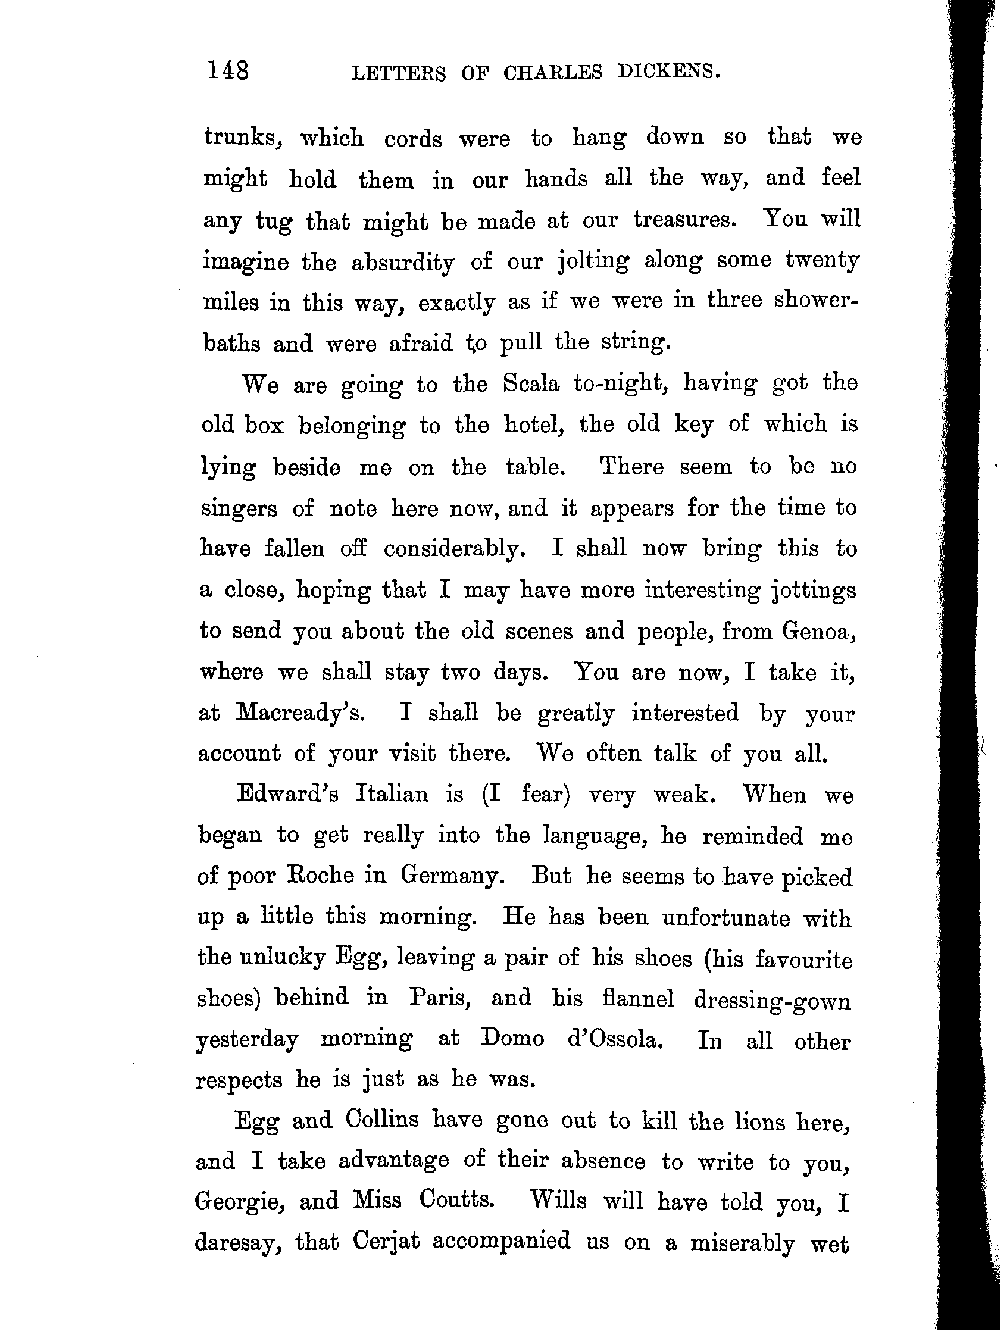 148 LETTERS OF CHARLES DICKENS.
trunks, which cords were to hang down so that we
might hold them in our hands all the way, and feel
any tug that might be made at our treasures. You will
imagine the absurdity of our jolting along some twenty
miles in this way, exactly as if we were in three shower-
baths and were afraid to pull the string.
We are going to the Scala to-night, having got the
old box belonging to the hotel, the old key of which is
lying beside me on the table. There seem to be no
singers of note here now, and it appears for the time to
have fallen off considerably. I shall now bring this to
a close, hoping that I may have more interesting jottings
to send you about the old scenes and people, from Genoa,
where we shall stay two days. You are now, I take it,
at Macready's. I shall be greatly interested by your
account of your visit there. We often talk of you all.
Edward's Italian is (I fear) very weak. When we
began to get really into the language, he reminded me
of poor Roche in Germany. But he seems to have picked
up a little this morning. He has been unfortunate with
the unlucky Egg, leaving a pair of his shoes (his favourite
shoes) behind in Paris, and his flannel dressing-gown
yesterday morning at Domo d'Ossola. In all other
respects he is just as he was.
Egg and Collins have gone out to kill the lions here,
and I take advantage of their absence to write to you,
Georgie, and Miss Coutts. Wills will have told you, I
daresay, that Cerjat accompanied us on a miserably wet